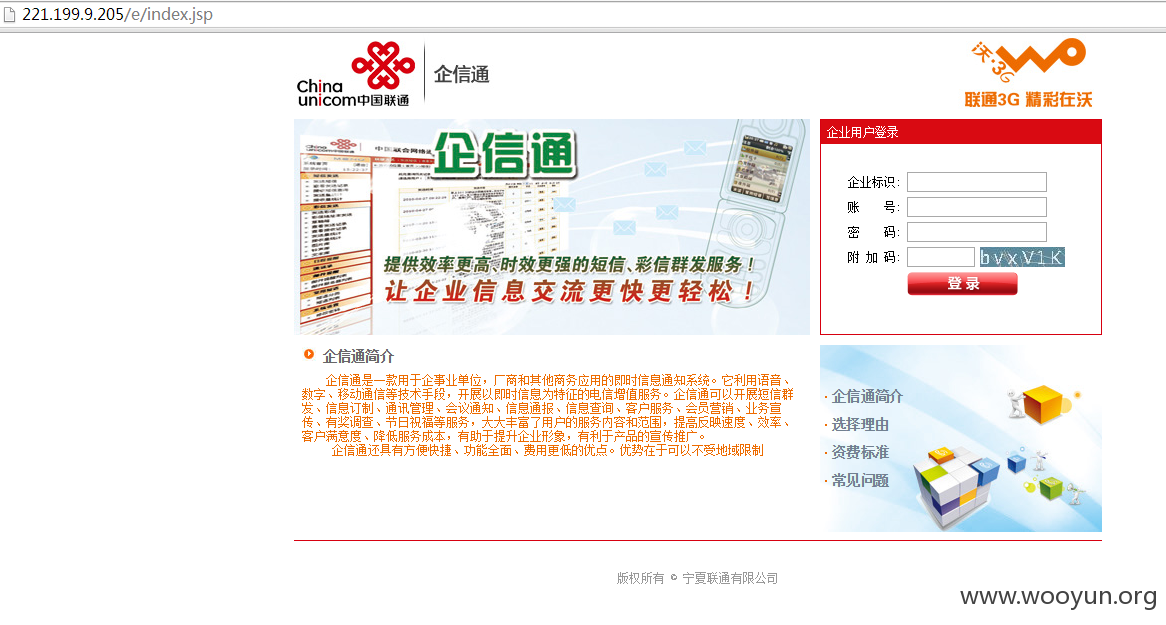 221.199.9.205/e/index.jsp
China
unicom中国联通
企信通
沃·3G
联通3G 精彩在沃
企信通
提供效率更高、时效更强的短信、彩信群发服务！
让企业信息交流更快更轻松！
企业用户登录
企业标识:
账 号:
密 码:
附 加 码:
bvxV1K
登 录
企信通简介
企信通是一款用于企事业单位，厂商和其他商务应用的即时信息通知系统。它利用语音、
数字、移动通信等技术手段，开展以即时信息为特征的电信增值服务。企信通可以开展短信群
发、信息订制、通讯管理、会议通知、信息通报、信息查询、客户服务、会员营销、业务宣
传、有奖调查、节日祝福等服务，大大丰富了用户的服务内容和范围，提高反映速度、效率、
客户满意度、降低服务成本，有助于提升企业形象，有利于产品的宣传推广。
企信通还具有方便快捷、功能全面、费用更低的优点。优势在于可以不受地域限制
· 企信通简介
· 选择理由
· 资费标准
· 常见问题
版权所有 © 宁夏联通有限公司
www.wooyun.org